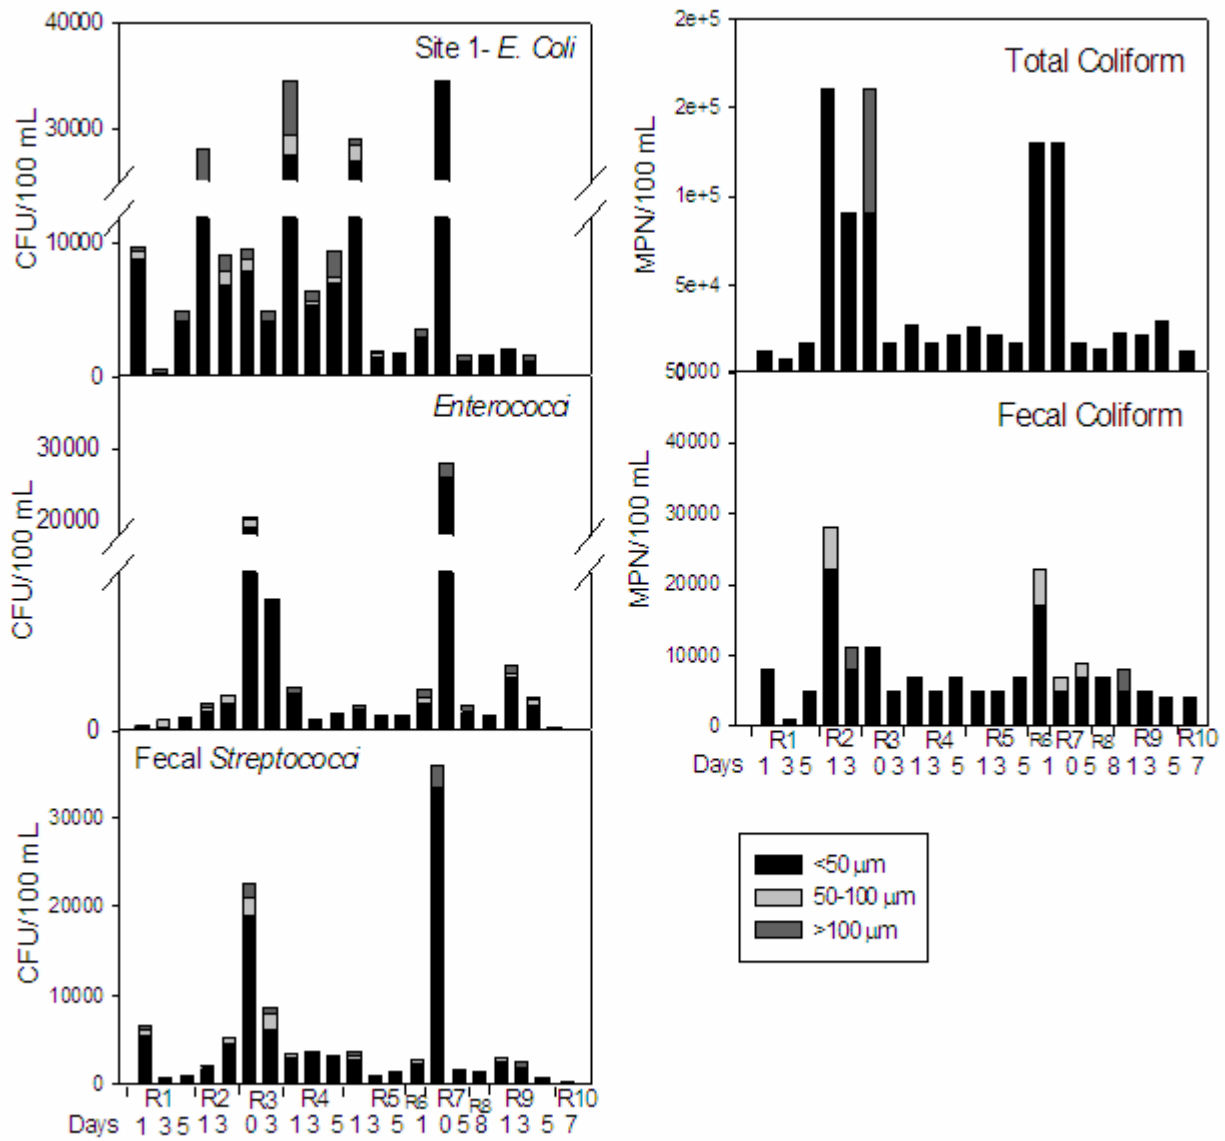 40000
Site 1- E. Coli
30000
CFU/100 mL
10000
0
Enterococci
30000
20000
CFU/100 mL
0
Fecal Streptococci
30000
CFU/100 mL
20000
10000
0
R1 R2 R3 R4 R5 R6 R7 R8 R9 R10
Days 1 3 5 1 3 0 3 1 3 5 1 3 5 1 0 5 8 1 3 5 7
2e+5
Total Coliform
2e+5
MPN/100 mL
1e+5
5e+4
50000
0
Fecal Coliform
40000
MPN/100 mL
30000
20000
10000
0
R1 R2 R3 R4 R5 R6 R7 R8 R9 R10
Days 1 3 5 1 3 0 3 1 3 5 1 3 5 1 0 5 8 1 3 5 7
<50 µm
50-100 µm
>100 µm